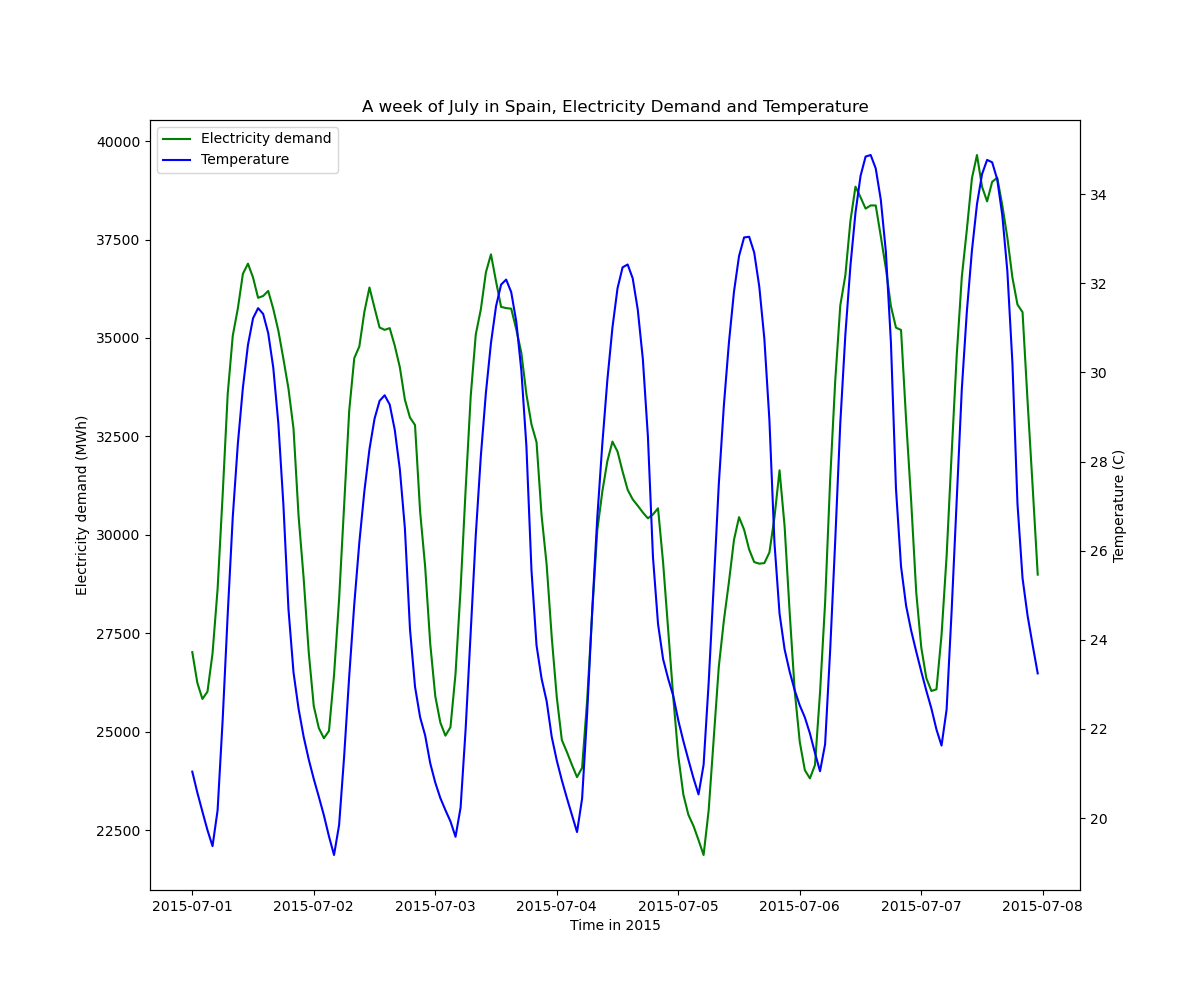 A week of July in Spain, Electricity Demand and Temperature
Electricity demand
Temperature
40000
37500
35000
32500
30000
27500
25000
22500
Electricity demand (MWh)
34
32
30
28
26
24
22
20
Temperature (C)
2015-07-01 2015-07-02 2015-07-03 2015-07-04 2015-07-05 2015-07-06 2015-07-07 2015-07-08
Time in 2015